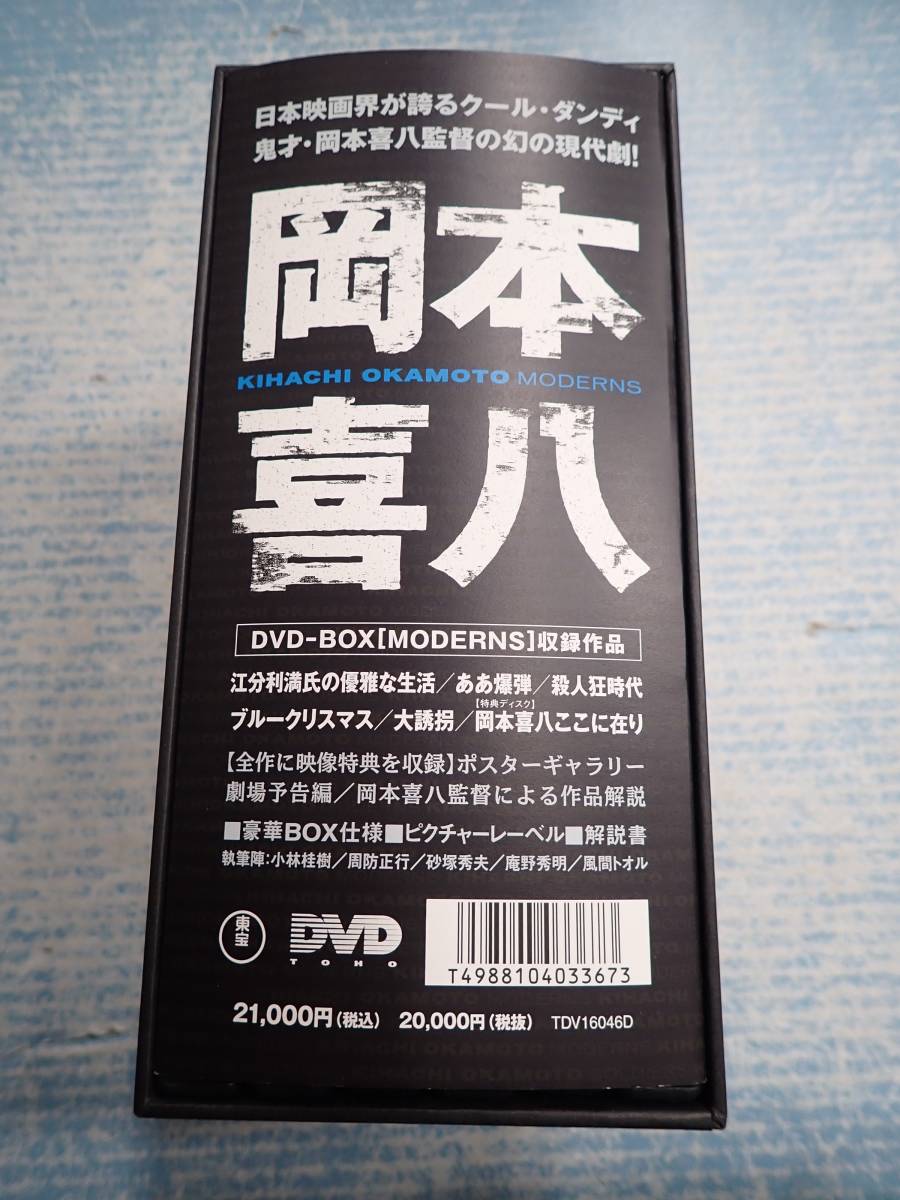 日本映画界が誇るクール・ダンディ
鬼才・岡本喜八監督の幻の現代劇!
岡本
KIHACHI OKAMOTO MODERNS
喜八
DVD-BOX[MODERNS]収録作品
江分利満氏の優雅な生活/ああ爆弾/殺人狂時代
【特典ディスク】
ブルークリスマス/大誘拐/岡本喜八ここに在り
【全作に映像特典を収録】ポスターギャラリー
劇場予告編/岡本喜八監督による作品解説
■豪華BOX仕様■ピクチャーレーベル■解説書
執筆陣:小林桂樹/周防正行/砂塚秀夫/庵野秀明/風間トオル
東宝
DVD
TOHO
T4988104033673
21,000円(税込) 20,000円(税抜) TDV16046D